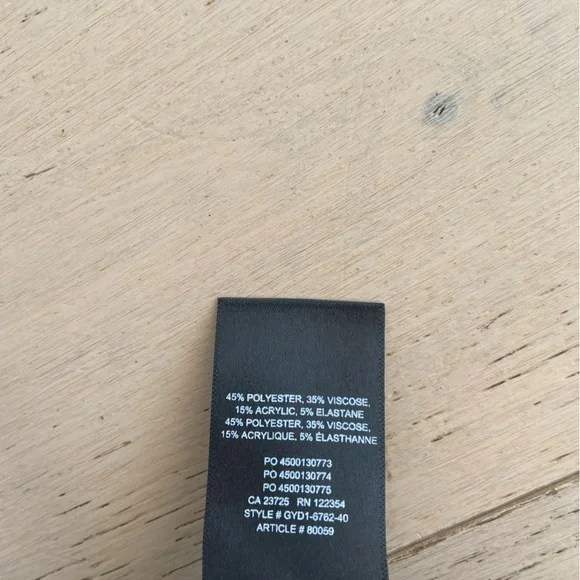 45% POLYESTER, 35% VISCOSE,
15% ACRYLIC, 5% ELASTANE
45% POLYESTER, 35% VISCOSE,
15% ACRYLIQUE, 5% ÉLASTHANNE
PO 4500130773
PO 4500130774
PO 4500130775
CA 23725 RN 122354
STYLE # GYD1-6762-40
ARTICLE # 80059